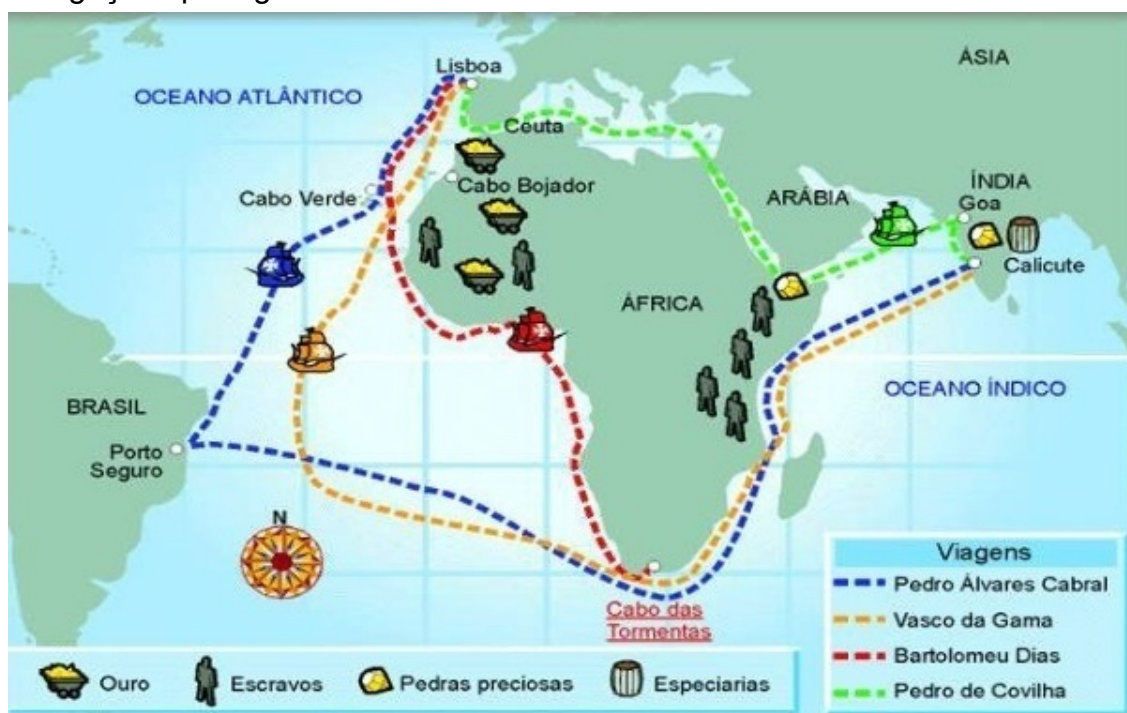 Lisboa
ÁSIA
OCEANO ATLÂNTICO
Ceuta
Cabo Bojador
Cabo Verde
ARÁBIA
ÍNDIA
Goa
Calicute
ÁFRICA
BRASIL
OCEANO ÍNDICO
Porto
Seguro
N
Cabo das
Tormentas
Viagens
Pedro Álvares Cabral
Vasco da Gama
Bartolomeu Dias
Pedro de Covilha
Ouro
Escravos
Pedras preciosas
Especiarias